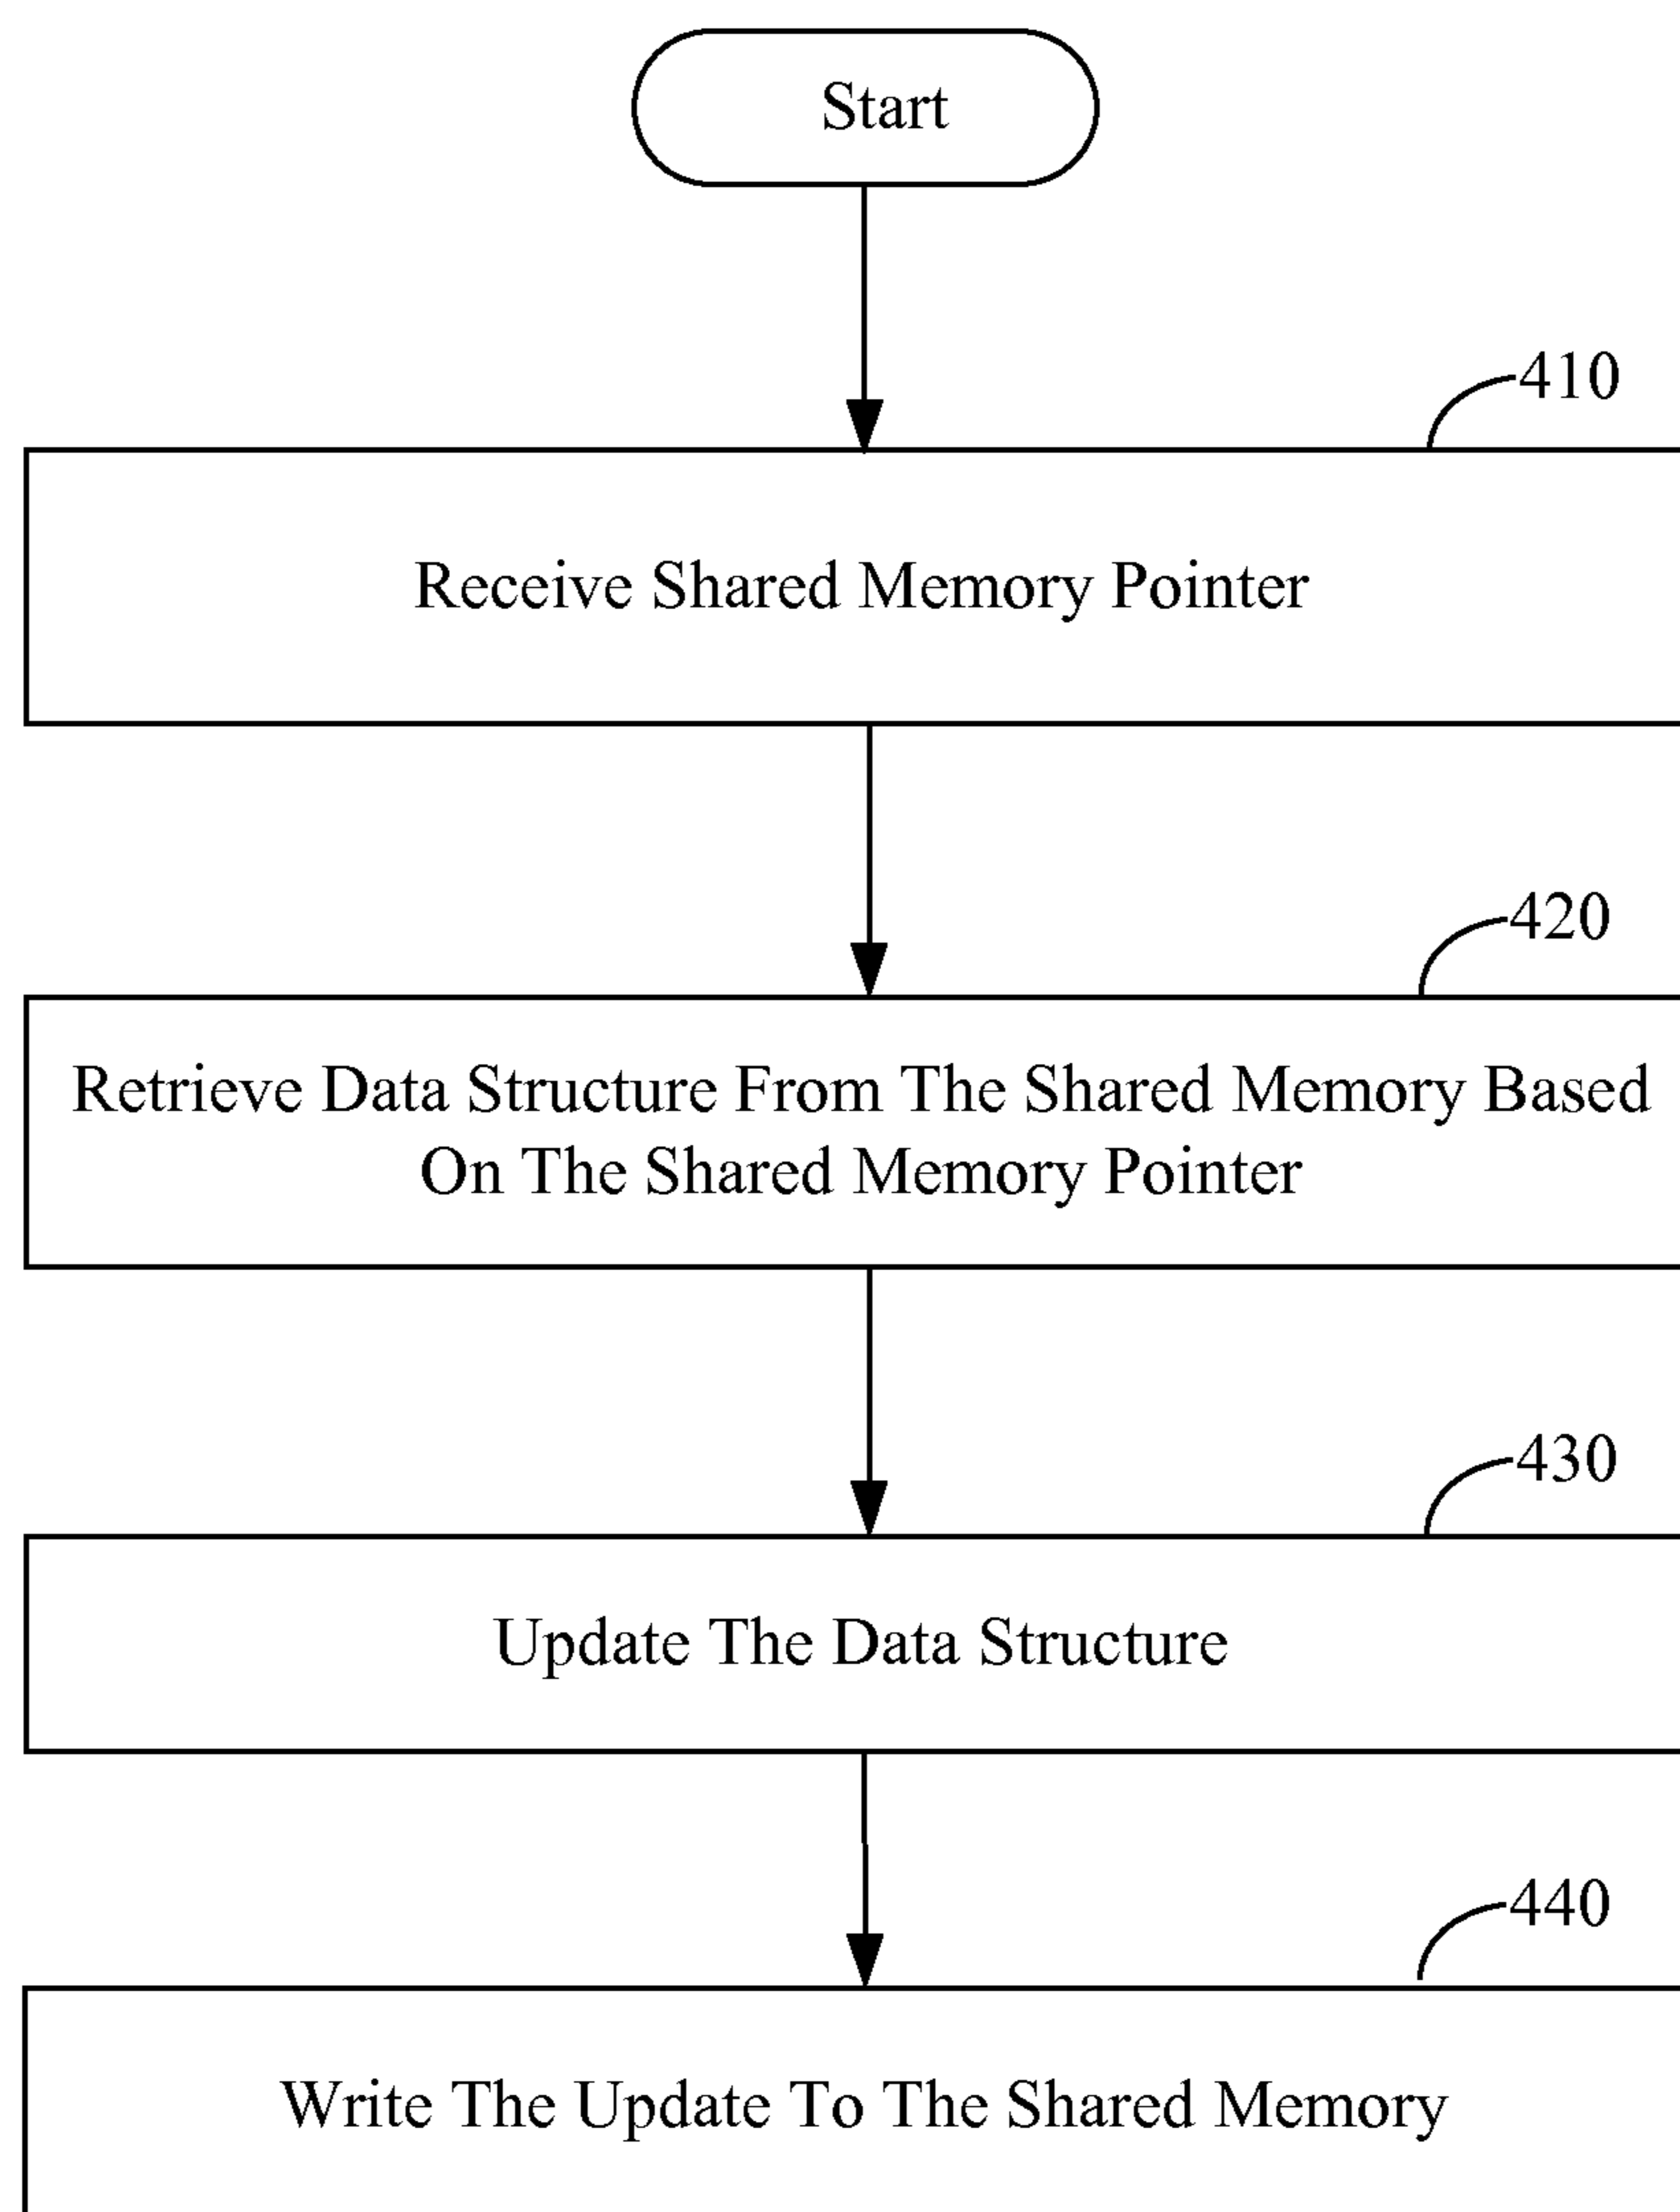 Start
410
Receive Shared Memory Pointer
420
Retrieve Data Structure From The Shared Memory Based
On The Shared Memory Pointer
430
Update The Data Structure
440
Write The Update To The Shared Memory